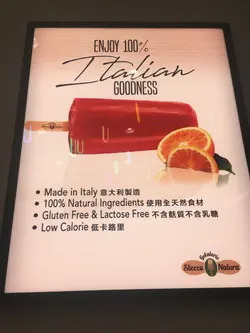 ENJOY 100%
Italian
GOODNESS
• Made in Italy 意大利製造
• 100% Natural Ingredients 使用全天然食材
• Gluten Free & Lactose Free 不含麩質不含乳糖
• Low Calorie 低卡路里
Gelateria
Stecco Natura